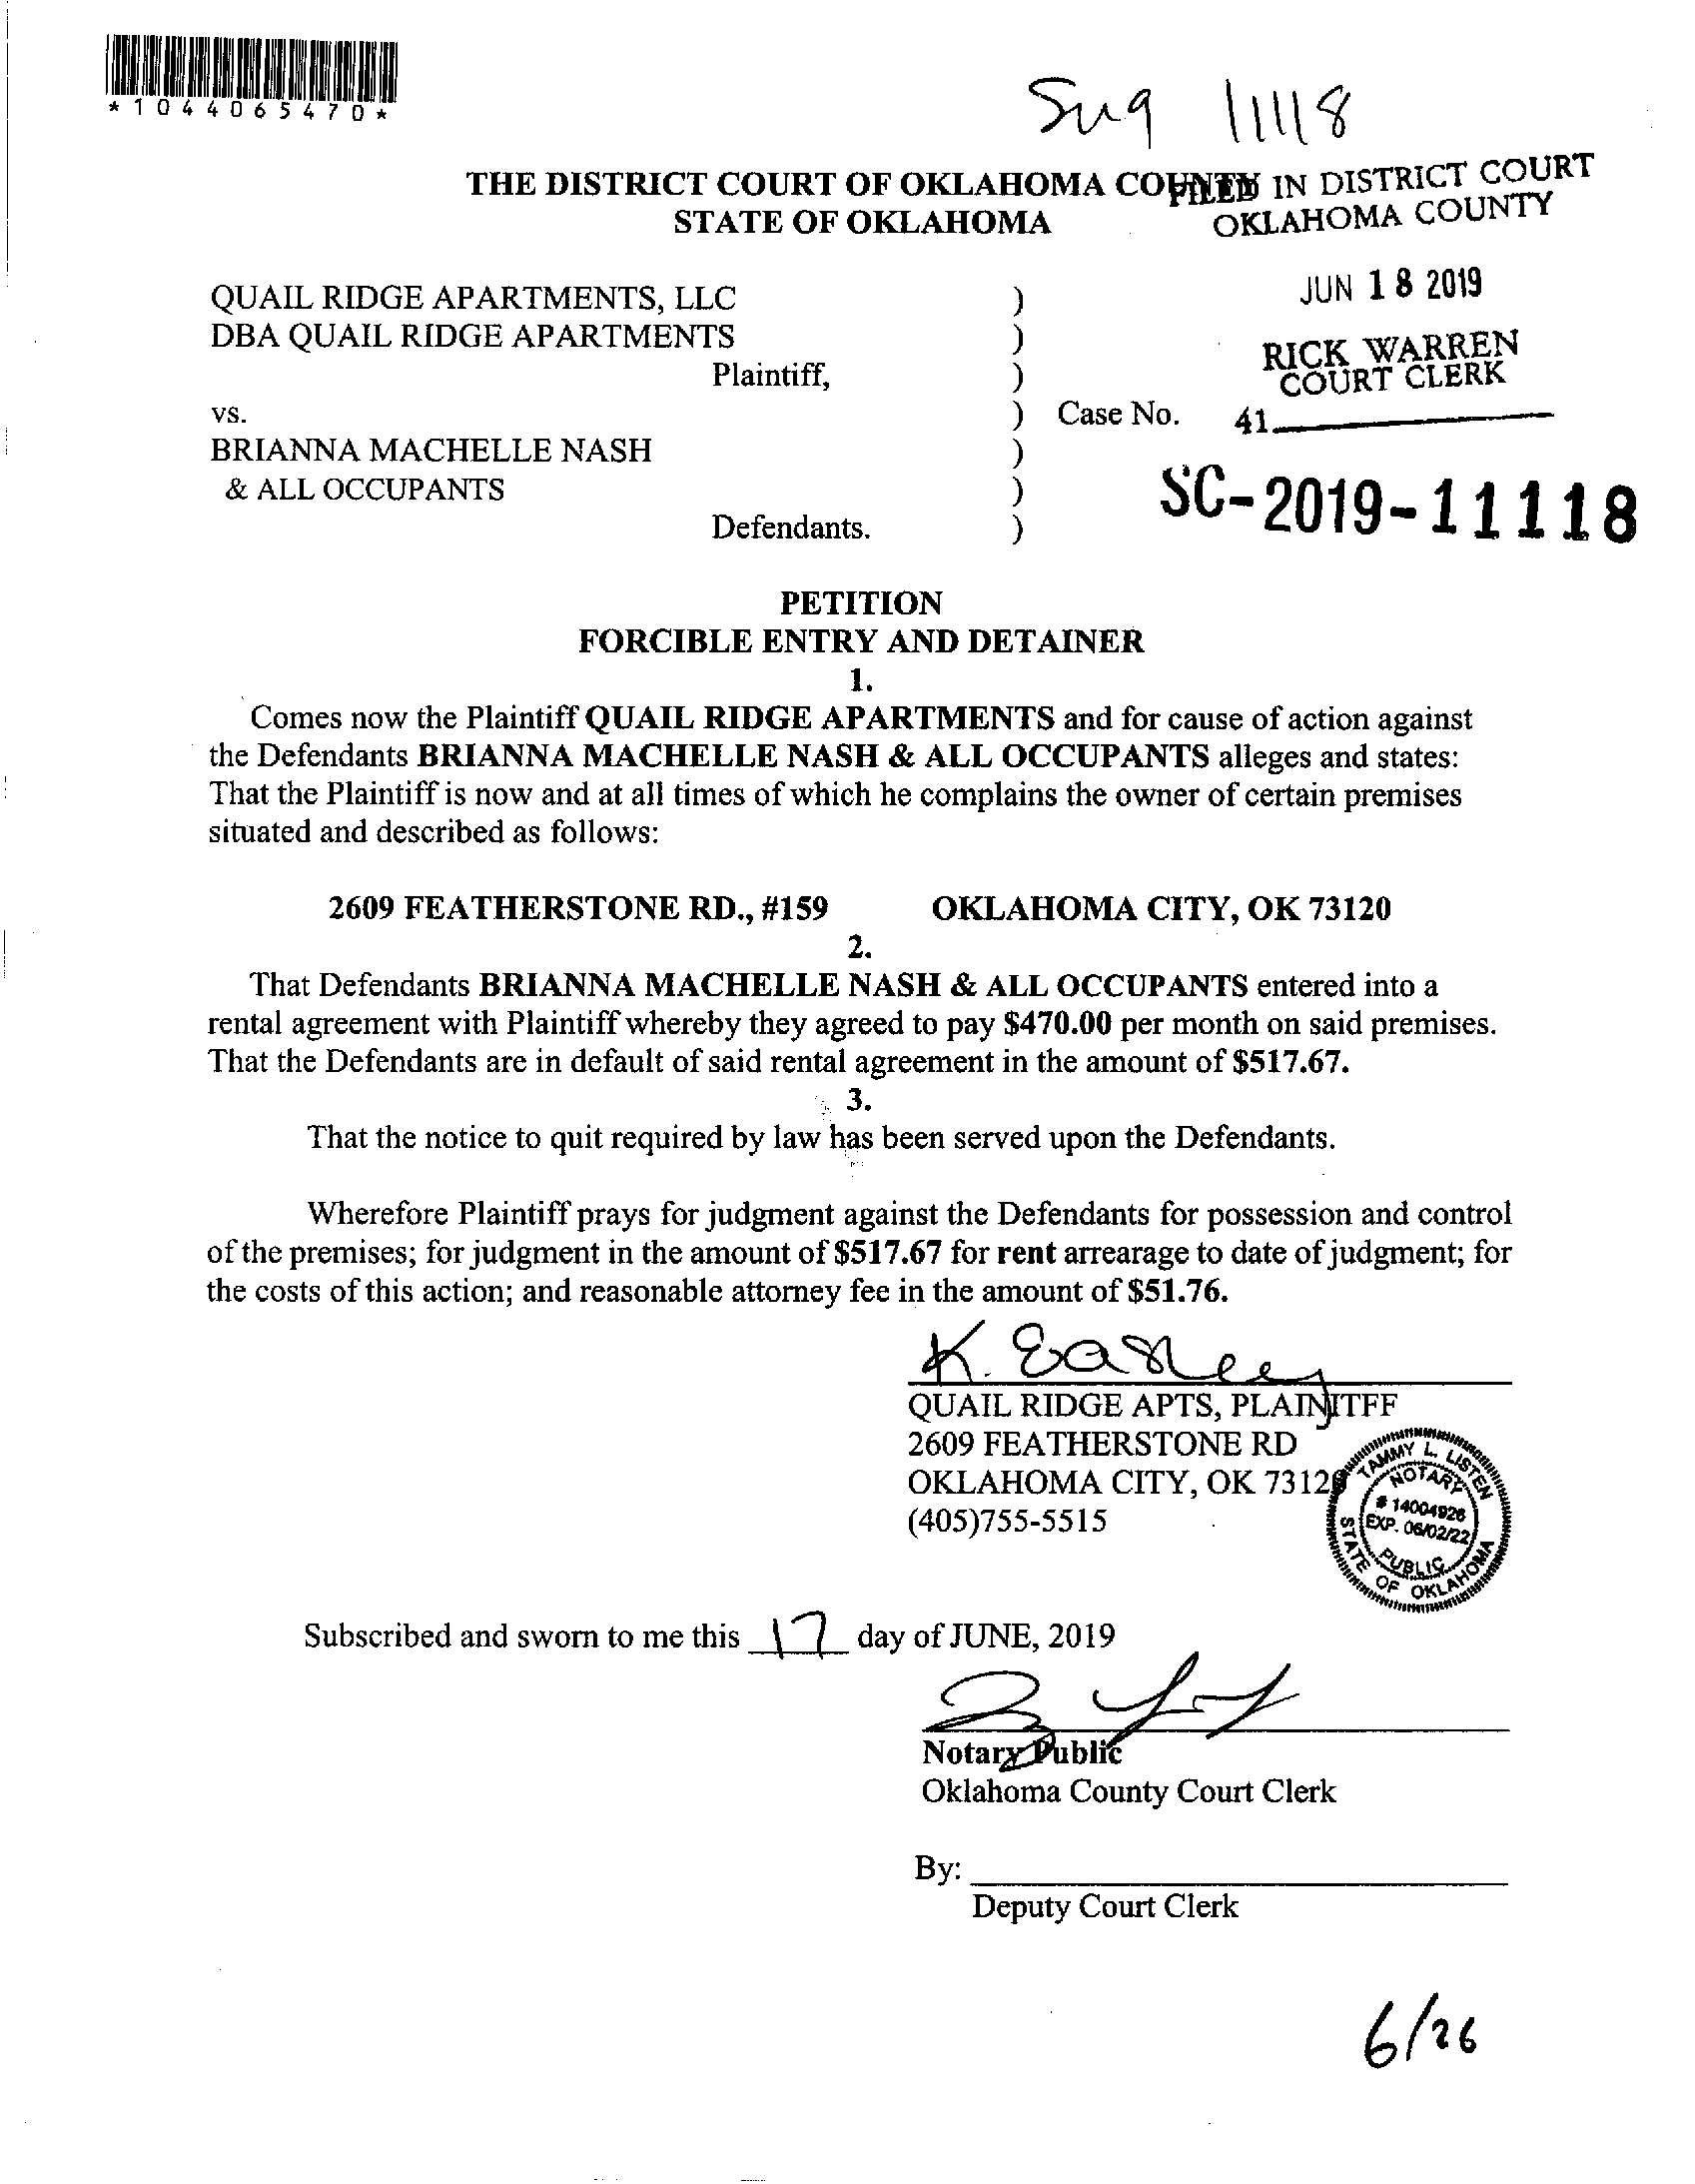 *1044065470*
11118
THE DISTRICT COURT OF OKLAHOMA COUNTY
STATE OF OKLAHOMA
FILED IN DISTRICT COURT
OKLAHOMA COUNTY
JUN 18 2019
RICK WARREN
COURT CLERK
41
QUAIL RIDGE APARTMENTS, LLC )
DBA QUAIL RIDGE APARTMENTS )
Plaintiff, )
vs. ) Case No.
BRIANNA MACHELLE NASH )
& ALL OCCUPANTS )
Defendants. )
SC-2019-11118
PETITION
FORCIBLE ENTRY AND DETAINER
1.
Comes now the Plaintiff QUAIL RIDGE APARTMENTS and for cause of action against
the Defendants BRIANNA MACHELLE NASH & ALL OCCUPANTS alleges and states:
That the Plaintiff is now and at all times of which he complains the owner of certain premises
situated and described as follows:
2609 FEATHERSTONE RD., #159 OKLAHOMA CITY, OK 73120
2.
That Defendants BRIANNA MACHELLE NASH & ALL OCCUPANTS entered into a
rental agreement with Plaintiff whereby they agreed to pay $470.00 per month on said premises.
That the Defendants are in default of said rental agreement in the amount of $517.67.
3.
That the notice to quit required by law has been served upon the Defendants.
Wherefore Plaintiff prays for judgment against the Defendants for possession and control
of the premises; for judgment in the amount of $517.67 for rent arrearage to date of judgment; for
the costs of this action; and reasonable attorney fee in the amount of $51.76.
K. Easley
QUAIL RIDGE APTS, PLAINITFF
2609 FEATHERSTONE RD
OKLAHOMA CITY, OK 73120
(405)755-5515
TAMMY L. LISTEN
NOTARY
# 14004926
EXP. 06/02/22
PUBLIC
STATE OF OKLAHOMA
Subscribed and sworn to me this 17 day of JUNE, 2019
Notary Public
Oklahoma County Court Clerk
By:
Deputy Court Clerk
6/26